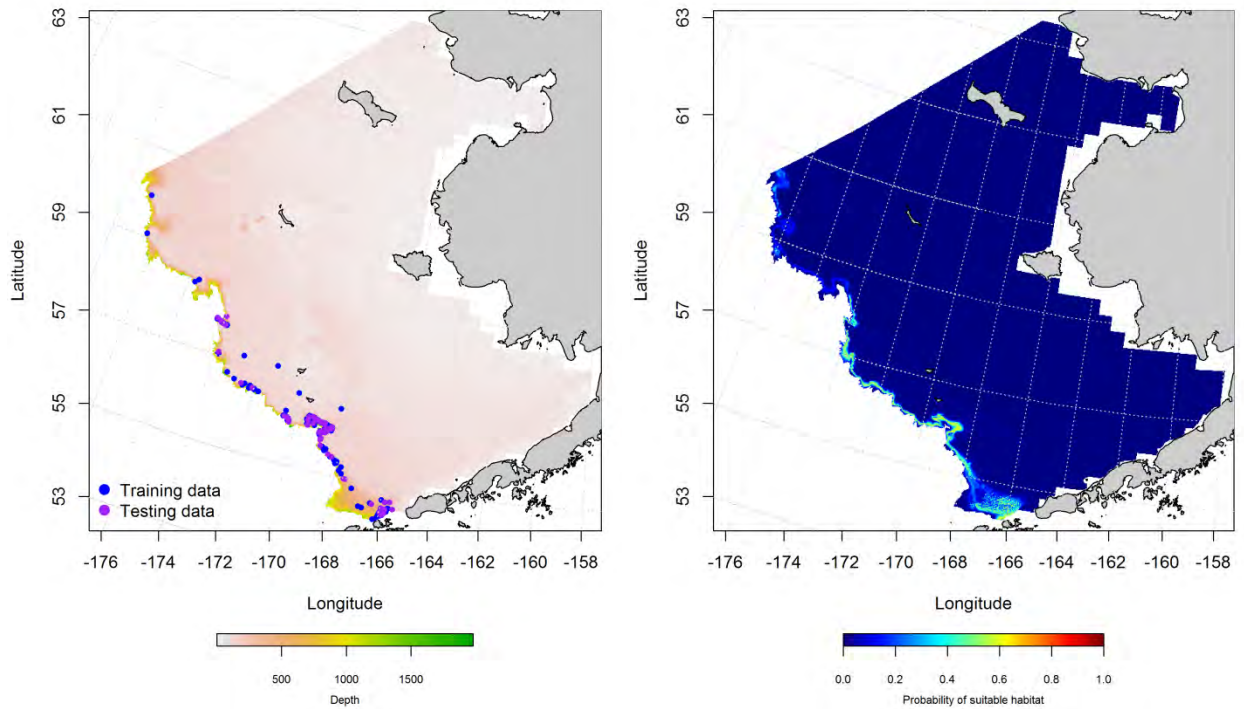 63
61
59
57
55
53
Latitude
Training data
Testing data
-176 -174 -172 -170 -168 -166 -164 -162 -160 -158
Longitude
500 1000 1500
Depth
63
61
59
57
55
53
Latitude
-176 -174 -172 -170 -168 -166 -164 -162 -160 -158
Longitude
0.0 0.2 0.4 0.6 0.8 1.0
Probability of suitable habitat